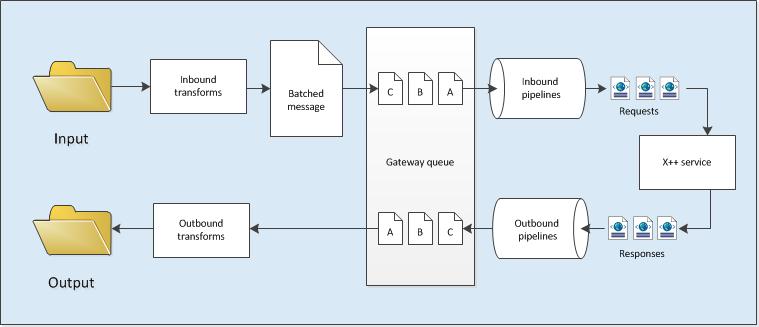 Input
Inbound
transforms
Batched
message
C B A
Gateway queue
Inbound
pipelines
Requests
X++ service
Output
Outbound
transforms
A B C
Outbound
pipelines
Responses